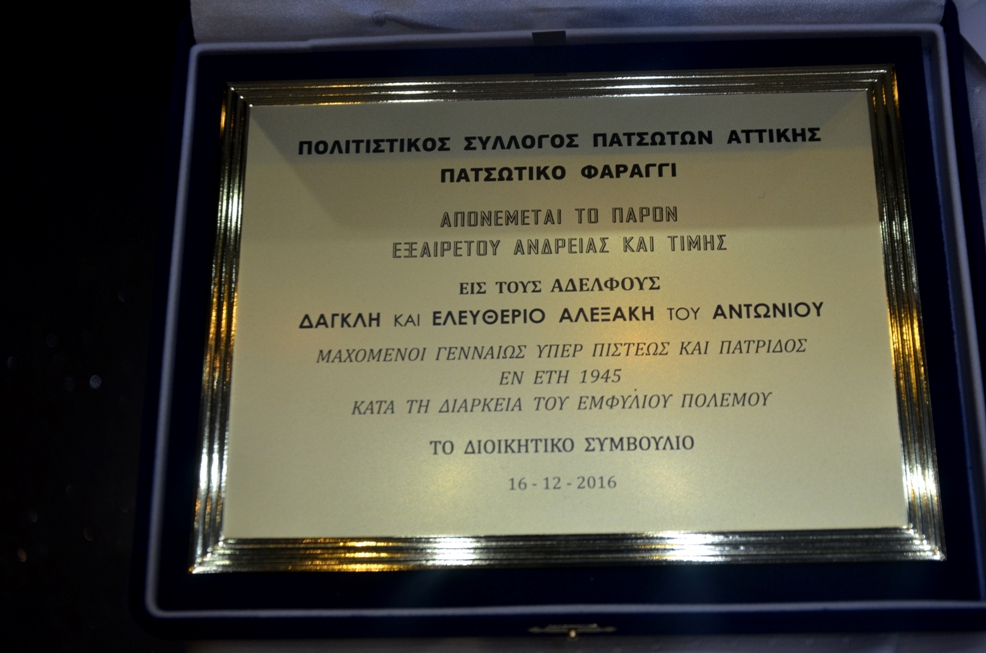 ΠΟΛΙΤΙΣΤΙΚΟΣ ΣΥΛΛΟΓΟΣ ΠΑΤΣΩΤΩΝ ΑΤΤΙΚΗΣ
ΠΑΤΣΩΤΙΚΟ ΦΑΡΑΓΓΙ
ΑΠΟΝΕΜΕΤΑΙ ΤΟ ΠΑΡΟΝ
ΕΞΑΙΡΕΤΟΥ ΑΝΔΡΕΙΑΣ ΚΑΙ ΤΙΜΗΣ
ΕΙΣ ΤΟΥΣ ΑΔΕΛΦΟΥΣ
ΔΑΓΚΛΗ ΚΑΙ ΕΛΕΥΘΕΡΙΟ ΑΛΕΞΑΚΗ ΤΟΥ ΑΝΤΩΝΙΟΥ
ΜΑΧΟΜΕΝΟΙ ΓΕΝΝΑΙΩΣ ΥΠΕΡ ΠΙΣΤΕΩΣ ΚΑΙ ΠΑΤΡΙΔΟΣ
ΕΝ ΕΤΗ 1945
ΚΑΤΑ ΤΗ ΔΙΑΡΚΕΙΑ ΤΟΥ ΕΜΦΥΛΙΟΥ ΠΟΛΕΜΟΥ
ΤΟ ΔΙΟΙΚΗΤΙΚΟ ΣΥΜΒΟΥΛΙΟ
16 - 12 - 2016